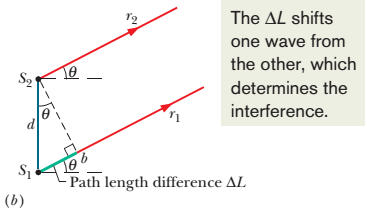 r2
The ΔL shifts
one wave from
the other, which
determines the
interference.
S2
θ
θ
r1
d
b
S1
θ
Path length difference ΔL
(b)